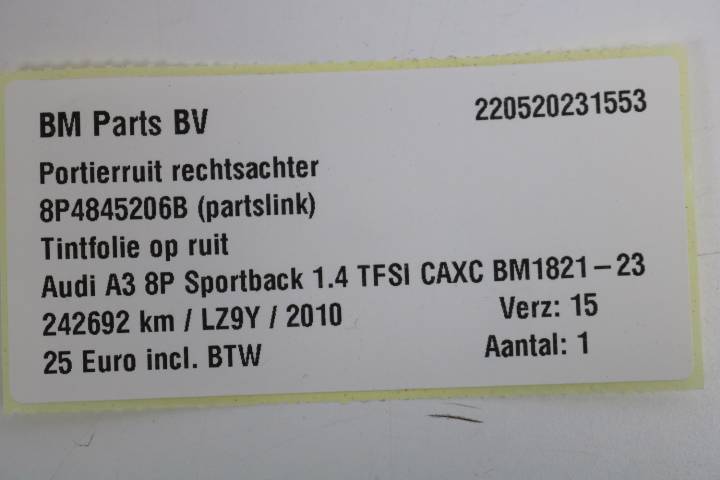 BM Parts BV 220520231553
Portierruit rechtsachter
8P4845206B (partslink)
Tintfolie op ruit
Audi A3 8P Sportback 1.4 TFSI CAXC BM1821-23
242692 km / LZ9Y / 2010 Verz: 15
25 Euro incl. BTW Aantal: 1